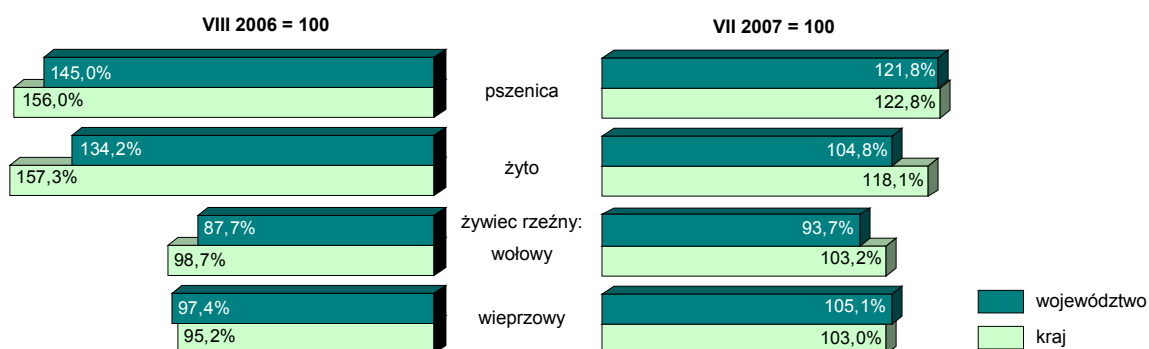 VIII 2006 = 100
VII 2007 = 100
145,0%
156,0%
pszenica
121,8%
122,8%
134,2%
157,3%
żyto
104,8%
118,1%
żywiec rzeźny:
87,7%
98,7%
wołowy
93,7%
103,2%
97,4%
95,2%
wieprzowy
105,1%
103,0%
województwo
kraj